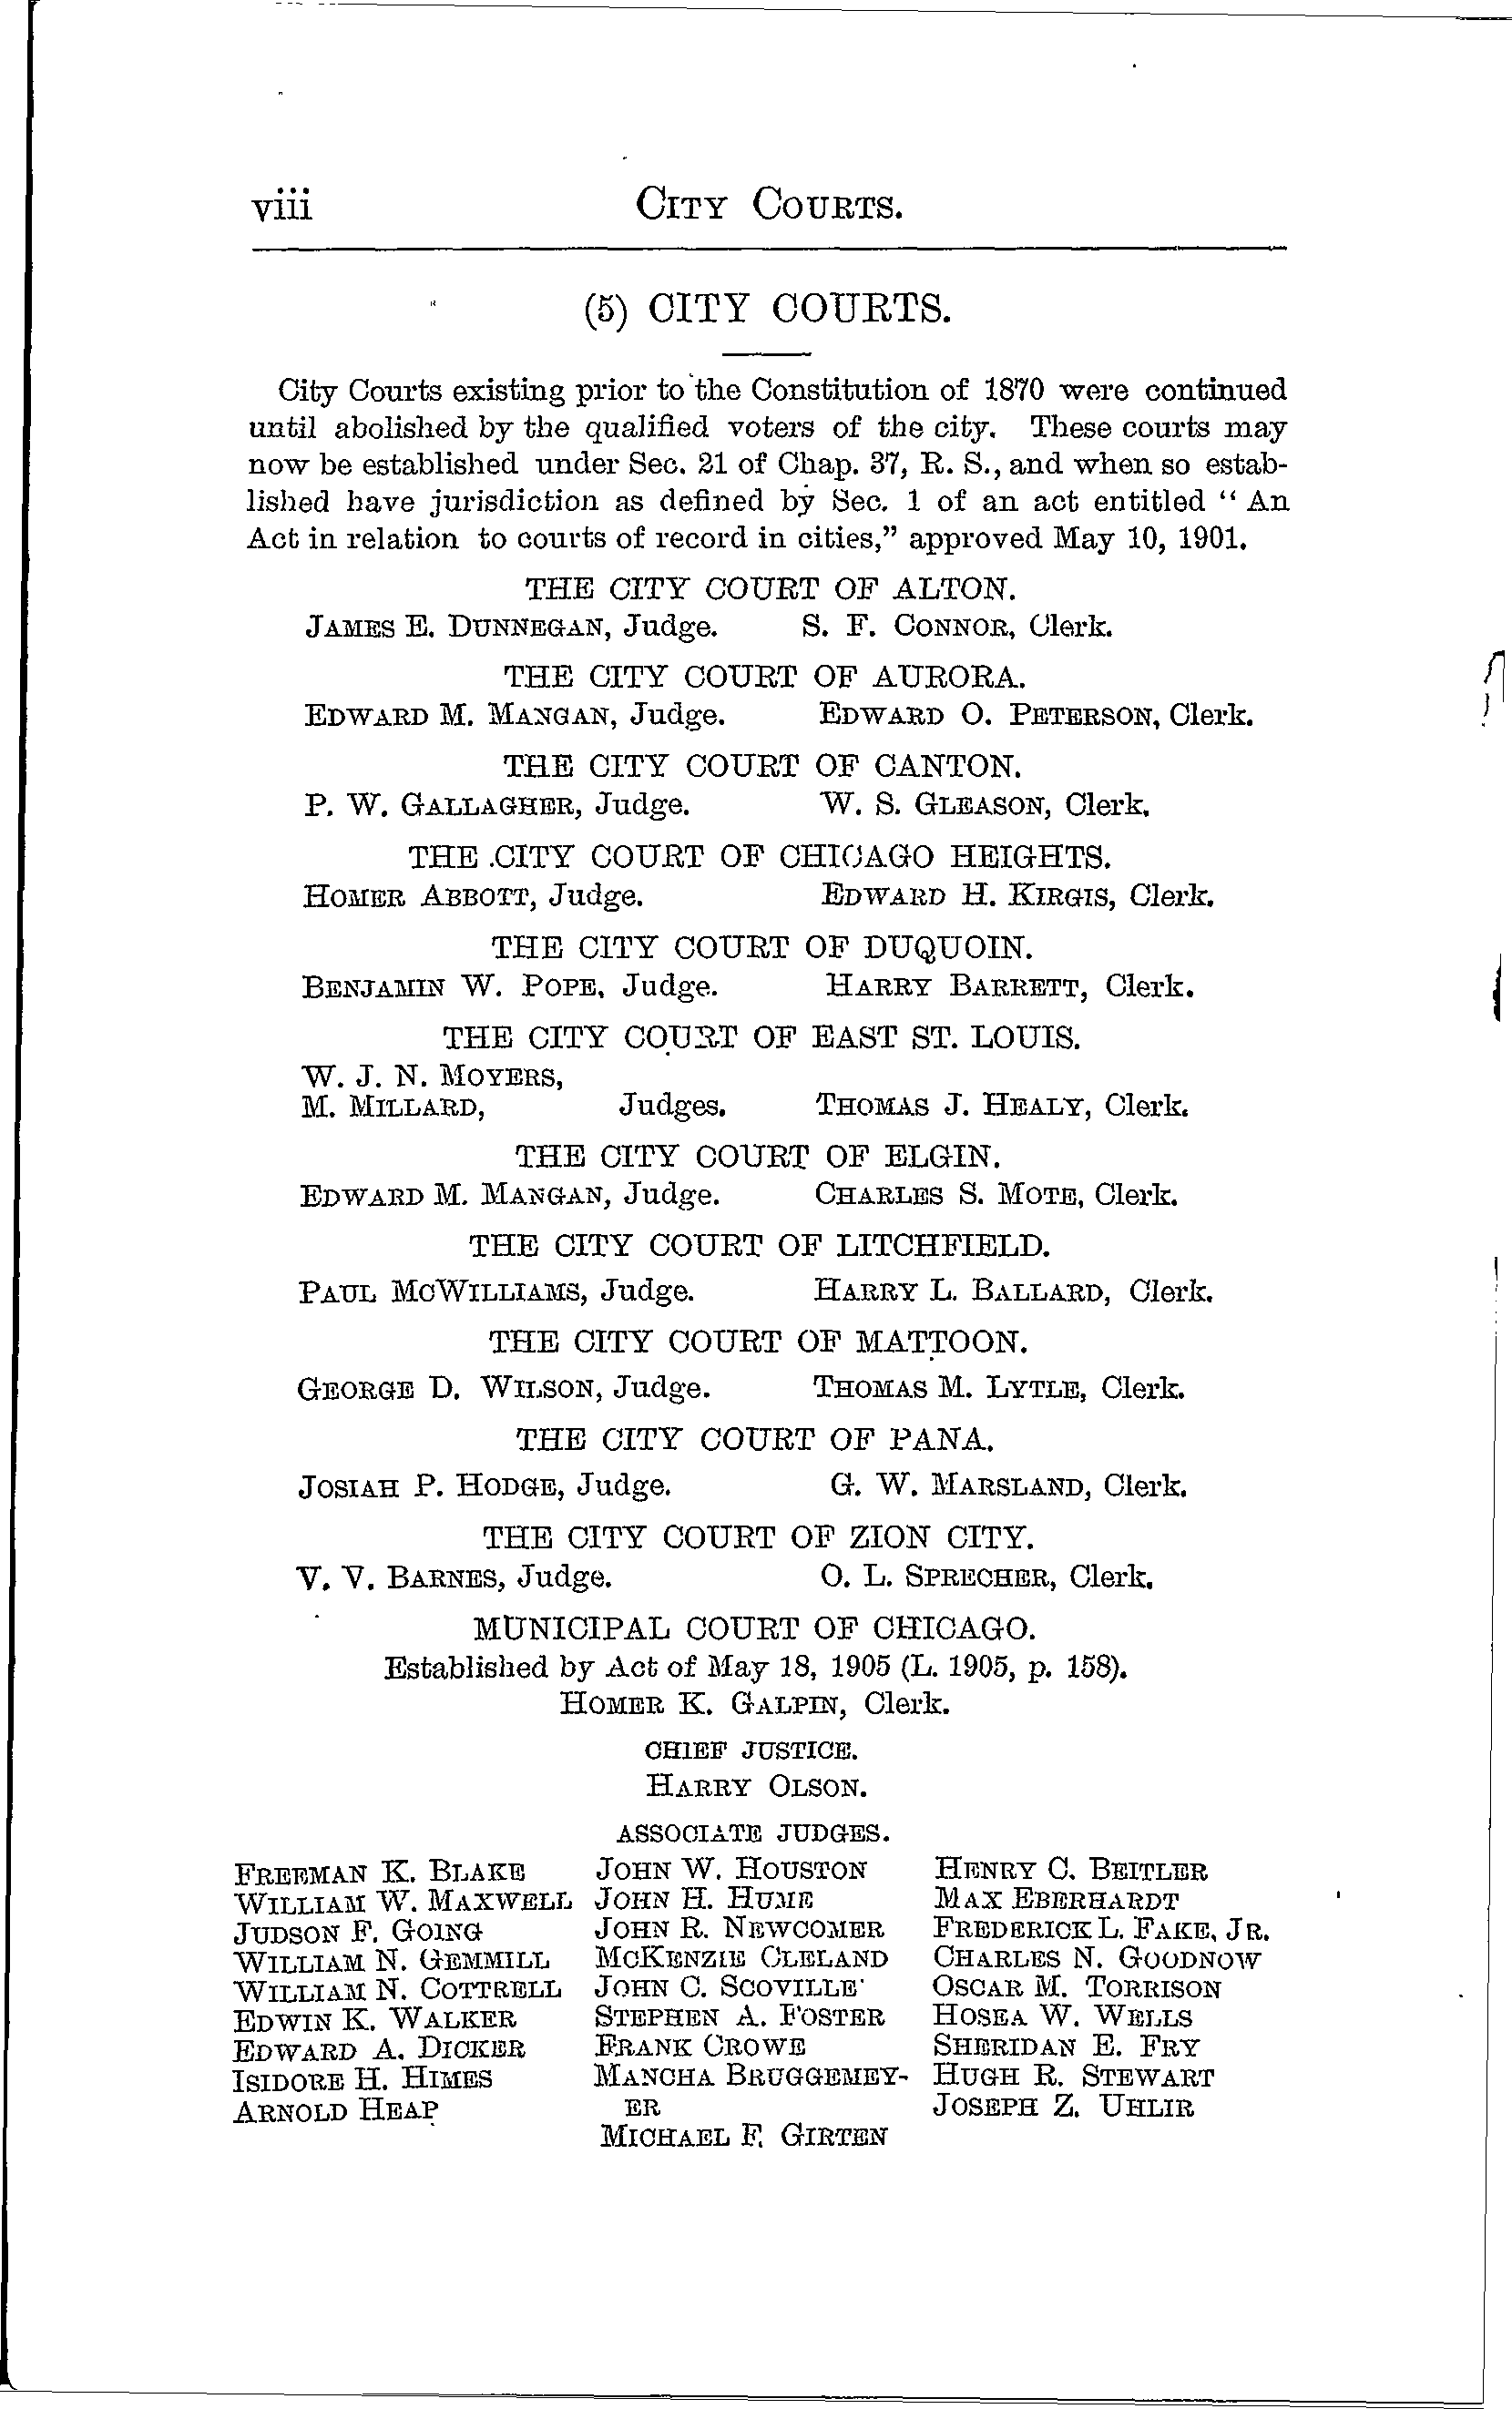 viii CITY COURTS.
(5) CITY COURTS.
City Courts existing prior to the Constitution of 1870 were continued
until abolished by the qualified voters of the city. These courts may
now be established under Sec. 21 of Chap. 37, R. S., and when so estab-
lished have jurisdiction as defined by Sec. 1 of an act entitled “ An
Act in relation to courts of record in cities,” approved May 10, 1901.
THE CITY COURT OF ALTON.
JAMES E. DUNNEGAN, Judge. S. F. CONNOR, Clerk.
THE CITY COURT OF AURORA.
EDWARD M. MANGAN, Judge. EDWARD O. PETERSON, Clerk.
THE CITY COURT OF CANTON.
P. W. GALLAGHER, Judge. W. S. GLEASON, Clerk.
THE CITY COURT OF CHICAGO HEIGHTS.
HOMER ABBOTT, Judge. EDWARD H. KIRGIS, Clerk.
THE CITY COURT OF DUQUOIN.
BENJAMIN W. POPE, Judge. HARRY BARRETT, Clerk.
THE CITY COURT OF EAST ST. LOUIS.
W. J. N. MOYERS,
M. MILLARD, Judges. THOMAS J. HEALY, Clerk.
THE CITY COURT OF ELGIN.
EDWARD M. MANGAN, Judge. CHARLES S. MOTE, Clerk.
THE CITY COURT OF LITCHFIELD.
PAUL MCWILLIAMS, Judge. HARRY L. BALLARD, Clerk.
THE CITY COURT OF MATTOON.
GEORGE D. WILSON, Judge. THOMAS M. LYTLE, Clerk.
THE CITY COURT OF PANA.
JOSIAH P. HODGE, Judge. G. W. MARSLAND, Clerk.
THE CITY COURT OF ZION CITY.
V. V. BARNES, Judge. O. L. SPRECHER, Clerk.
MUNICIPAL COURT OF CHICAGO.
Established by Act of May 18, 1905 (L. 1905, p. 158).
HOMER K. GALPIN, Clerk.
CHIEF JUSTICE.
HARRY OLSON.
ASSOCIATE JUDGES.
FREEMAN K. BLAKE
WILLIAM W. MAXWELL
JUDSON F. GOING
WILLIAM N. GEMMILL
WILLIAM N. COTTRELL
EDWIN K. WALKER
EDWARD A. DICKER
ISIDORE H. HIMES
ARNOLD HEAP
JOHN W. HOUSTON
JOHN H. HUME
JOHN R. NEWCOMER
MCKENZIE CLELAND
JOHN C. SCOVILLE
STEPHEN A. FOSTER
FRANK CROWE
MANCHA BRUGGEMEY-
ER
MICHAEL F. GIRTEN
HENRY C. BEITLER
MAX EBERHARDT
FREDERICK L. FAKE, JR.
CHARLES N. GOODNOW
OSCAR M. TORRISON
HOSEA W. WELLS
SHERIDAN E. FRY
HUGH R. STEWART
JOSEPH Z. UHLIR